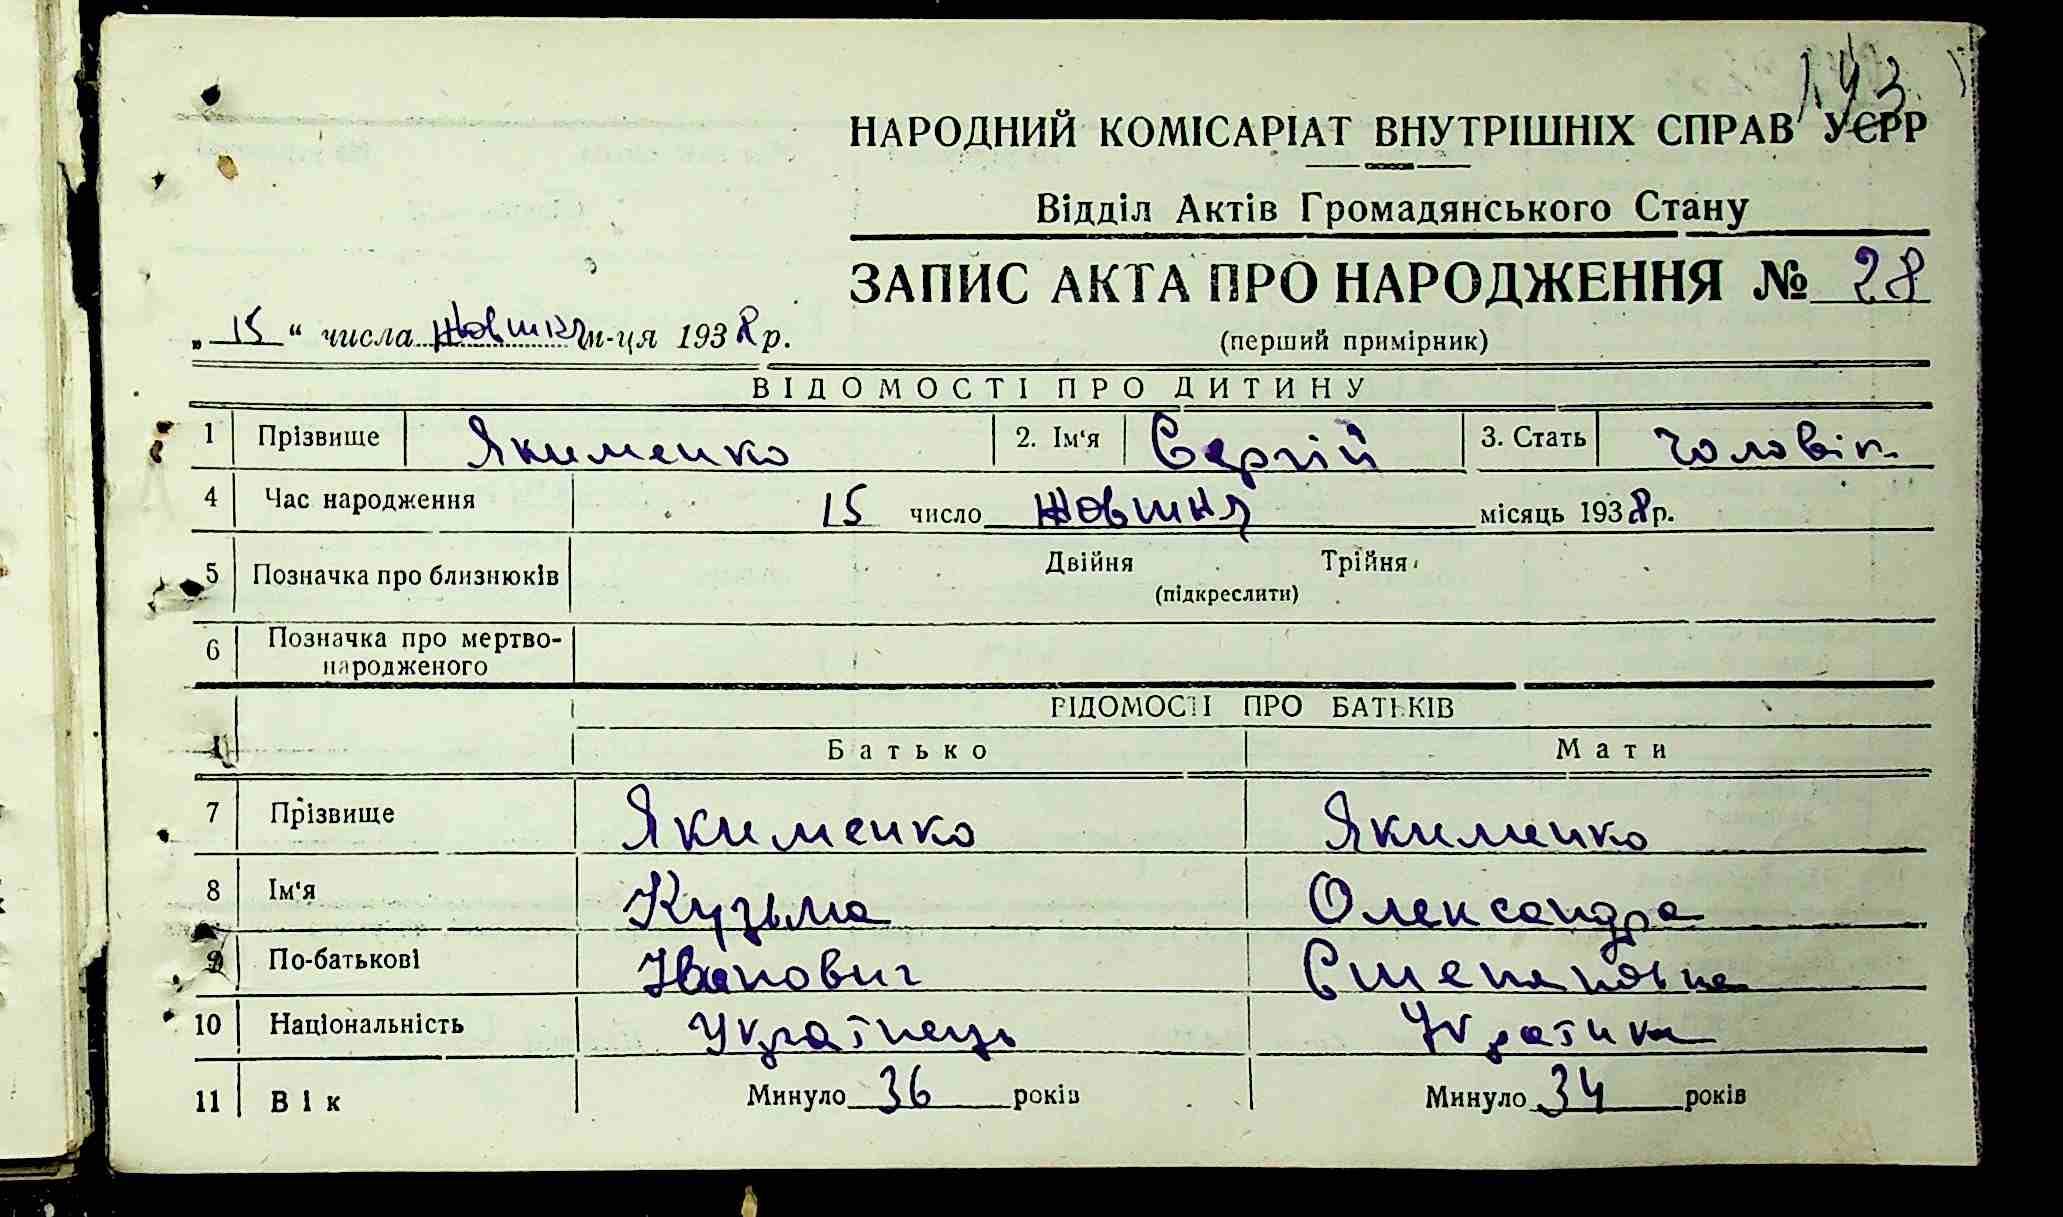 193
НАРОДНИЙ КОМІСАРІАТ ВНУТРІШНІХ СПРАВ УСРР
Відділ Актів Громадянського Стану
ЗАПИС АКТА ПРО НАРОДЖЕННЯ № 28
„ 15 “ числа Жовтня м-ця 1938 р.
(перший примірник)
ВІДОМОСТІ ПРО ДИТИНУ
1 Прізвище Якименко 2. Ім‘я Сергій 3. Стать чоловік.
4 Час народження 15 число Жовтня місяць 1938 р.
5 Позначка про близнюків Двійня Трійня
(підкреслити)
6 Позначка про мертво-
народженого
ВІДОМОСТІ ПРО БАТЬКІВ
Батько Мати
7 Прізвище Якименко Якименко
8 Ім‘я Кузьма Олександра
9 По-батькові Іванович Степановна
10 Національність Українець Українка
11 Вік Минуло 36 років Минуло 34 років